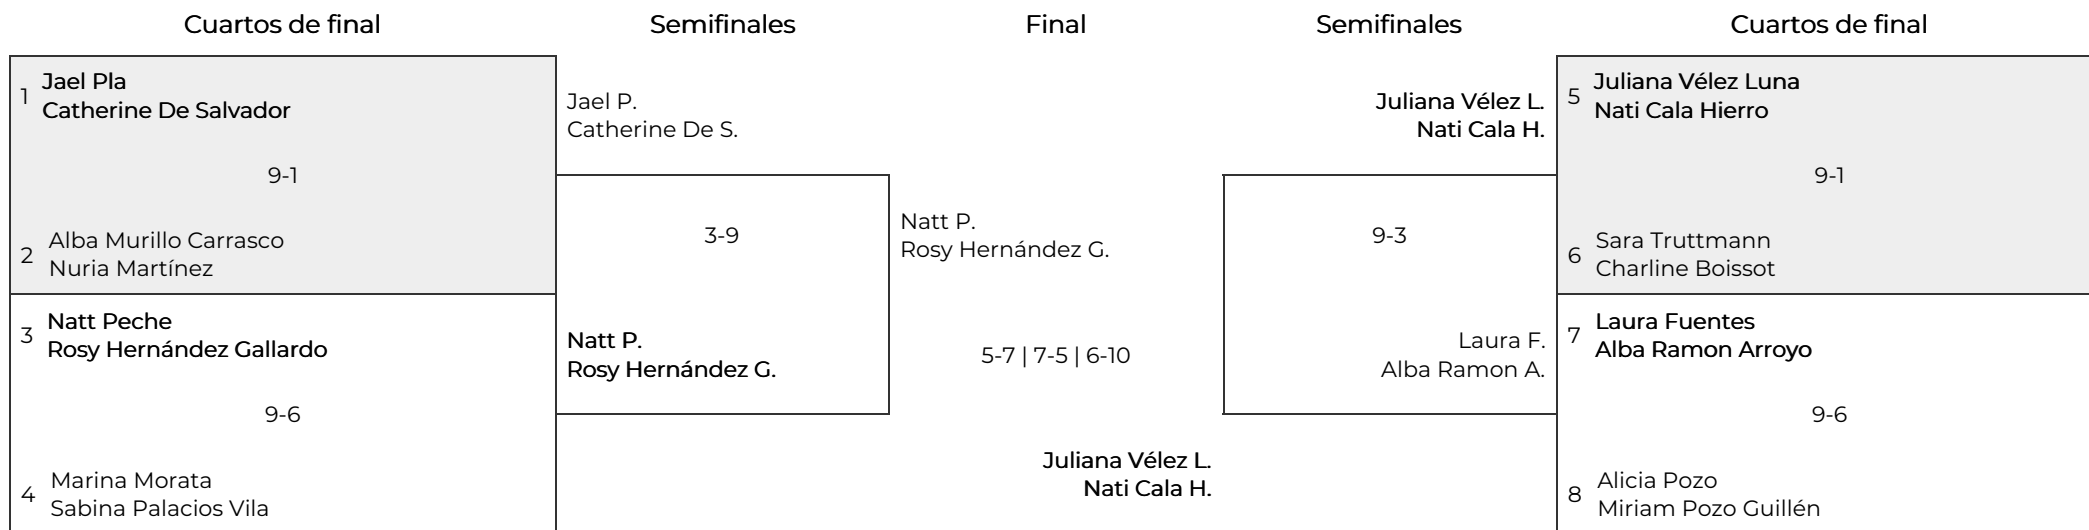 Cuartos de final
Semifinales
Final
Semifinales
Cuartos de final
1
Jael Pla
Catherine De Salvador
9-1
2
Alba Murillo Carrasco
Nuria Martínez
3
Natt Peche
Rosy Hernández Gallardo
9-6
4
Marina Morata
Sabina Palacios Vila
Jael P.
Catherine De S.
3-9
Natt P.
Rosy Hernández G.
Natt P.
Rosy Hernández G.
5-7 | 7-5 | 6-10
Juliana Vélez L.
Nati Cala H.
Juliana Vélez L.
Nati Cala H.
9-3
Laura F.
Alba Ramon A.
5
Juliana Vélez Luna
Nati Cala Hierro
9-1
6
Sara Truttmann
Charline Boissot
7
Laura Fuentes
Alba Ramon Arroyo
9-6
8
Alicia Pozo
Miriam Pozo Guillén